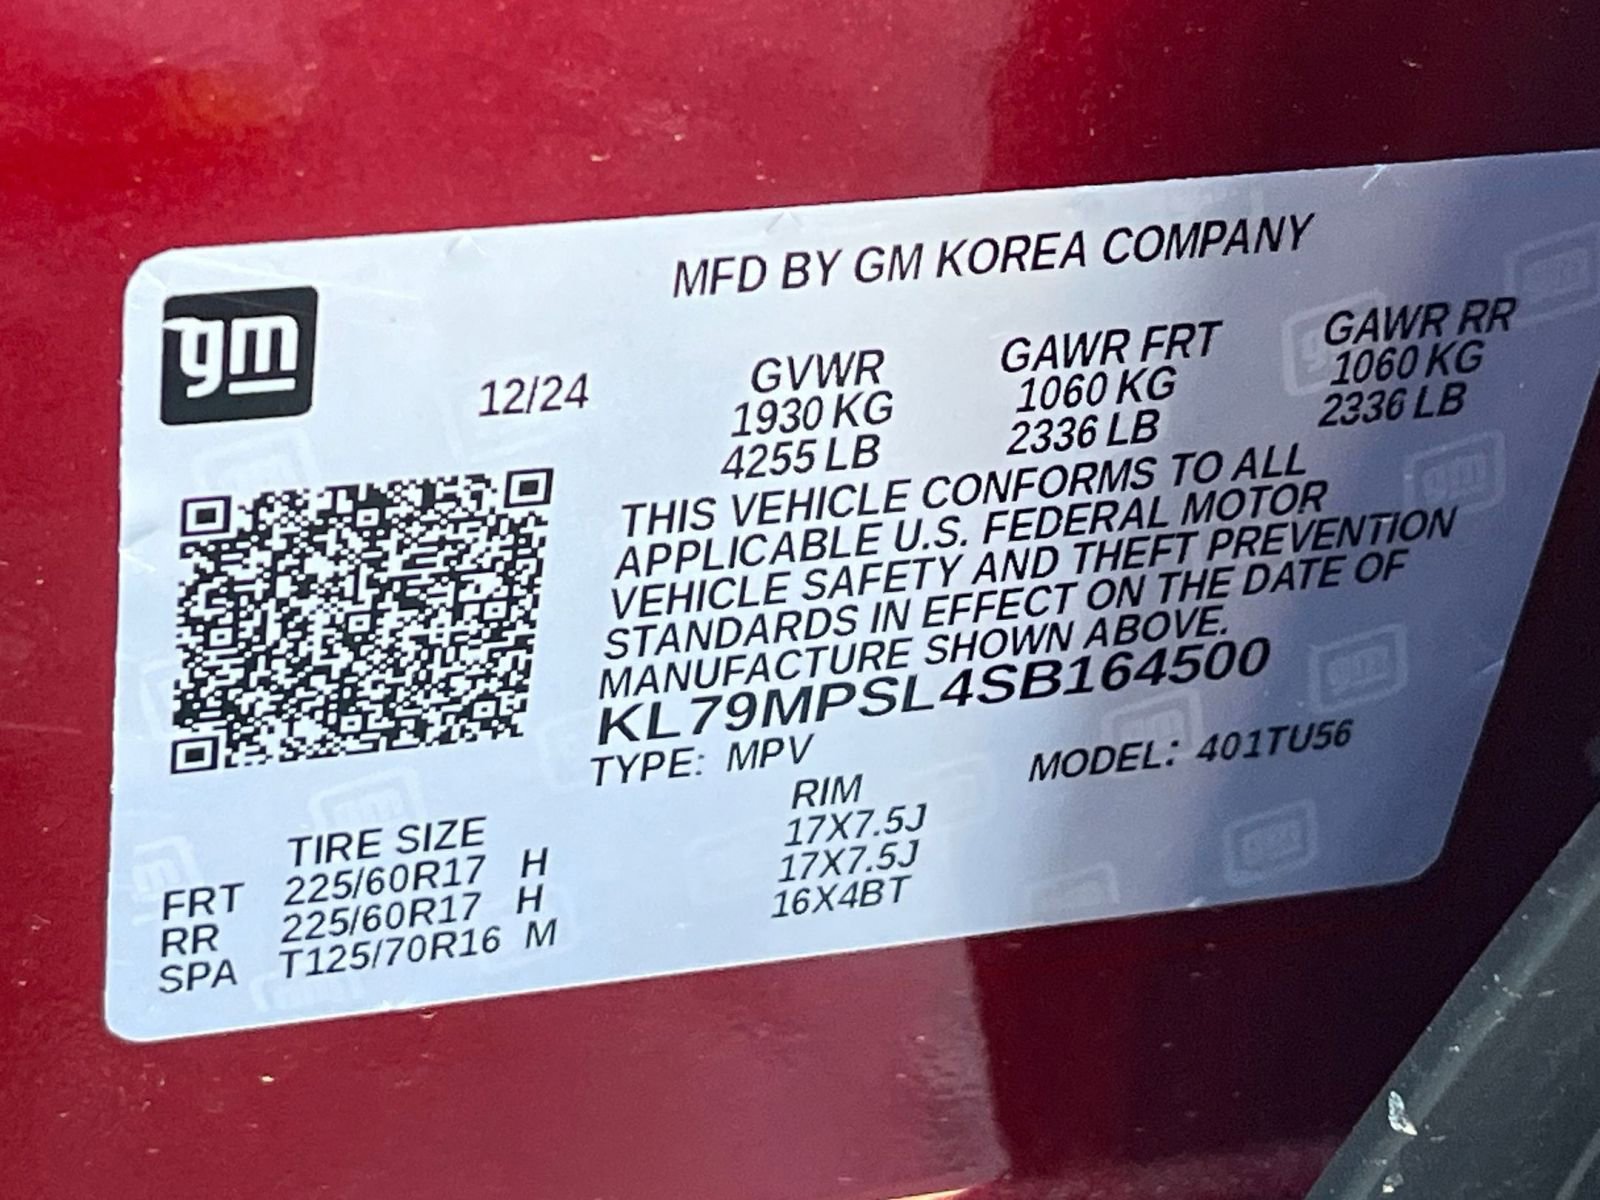 MFD BY GM KOREA COMPANY
gm
12/24
GVWR GAWR FRT GAWR RR
1930 KG 1060 KG 1060 KG
4255 LB 2336 LB 2336 LB
THIS VEHICLE CONFORMS TO ALL
APPLICABLE U.S. FEDERAL MOTOR
VEHICLE SAFETY AND THEFT PREVENTION
STANDARDS IN EFFECT ON THE DATE OF
MANUFACTURE SHOWN ABOVE.
KL79MPSL4SB164500
TYPE: MPV MODEL: 401TU56
TIRE SIZE RIM
FRT 225/60R17 H 17X7.5J
RR 225/60R17 H 17X7.5J
SPA T125/70R16 M 16X4BT